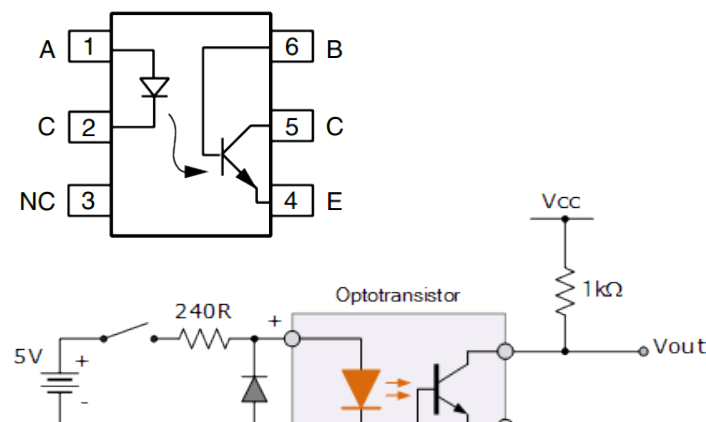 A 1 6 B
C 2 5 C
NC 3 4 E
Vcc
1kΩ
Optotransistor
240R
+
5V
+
Vout
-